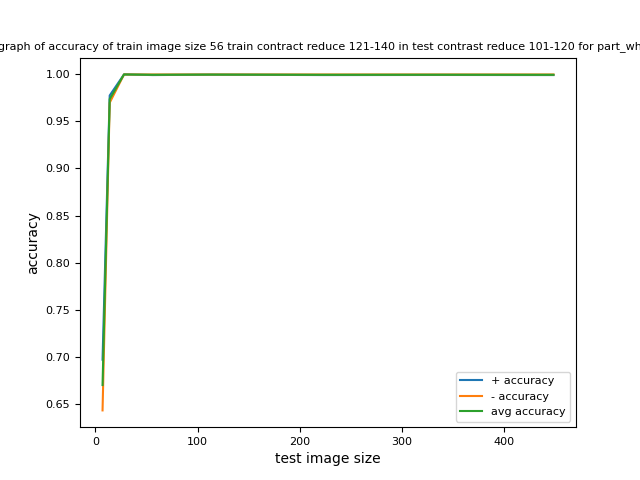 graph of accuracy of train image size 56 train contract reduce 121-140 in test contrast reduce 101-120 for
1.00
0.95
0.90
0.85
0.80
0.75
0.70
0.65
accuracy
+ accuracy
- accuracy
avg accuracy
0
100
200
300
400
test image size